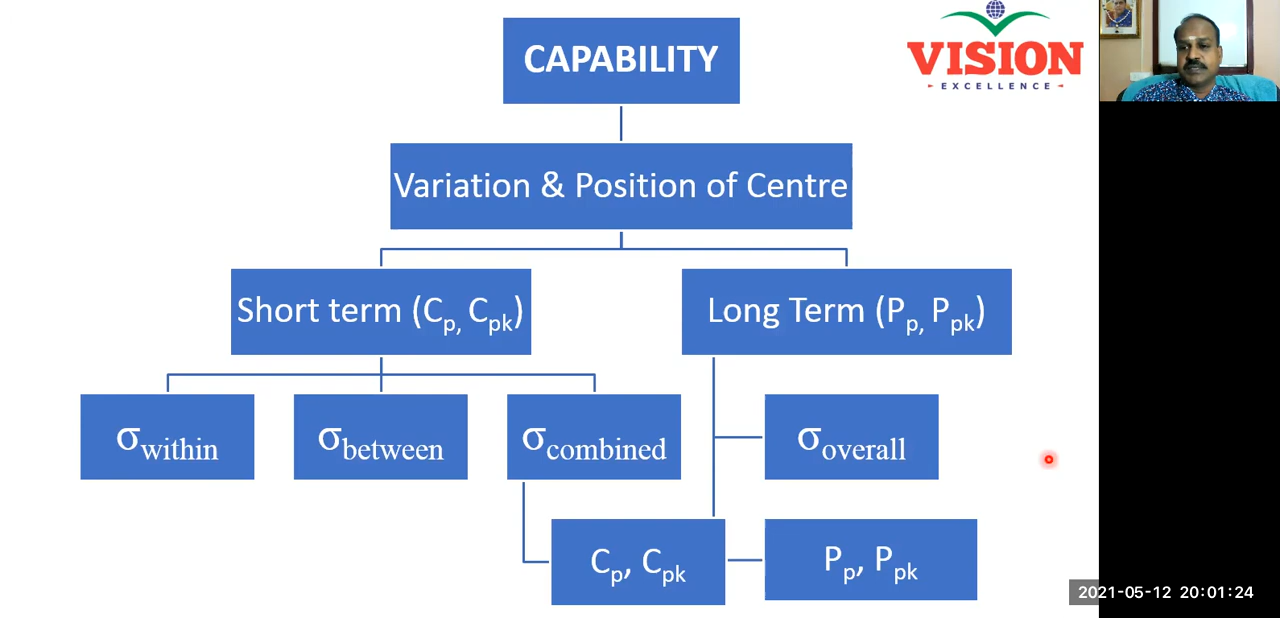 CAPABILITY
VISION
EXCELLENCE
Variation & Position of Centre
Short term (Cp, Cpk)
Long Term (Pp, Ppk)
σwithin
σbetween
σcombined
σoverall
Cp, Cpk
Pp, Ppk
2021-05-12 20:01:24